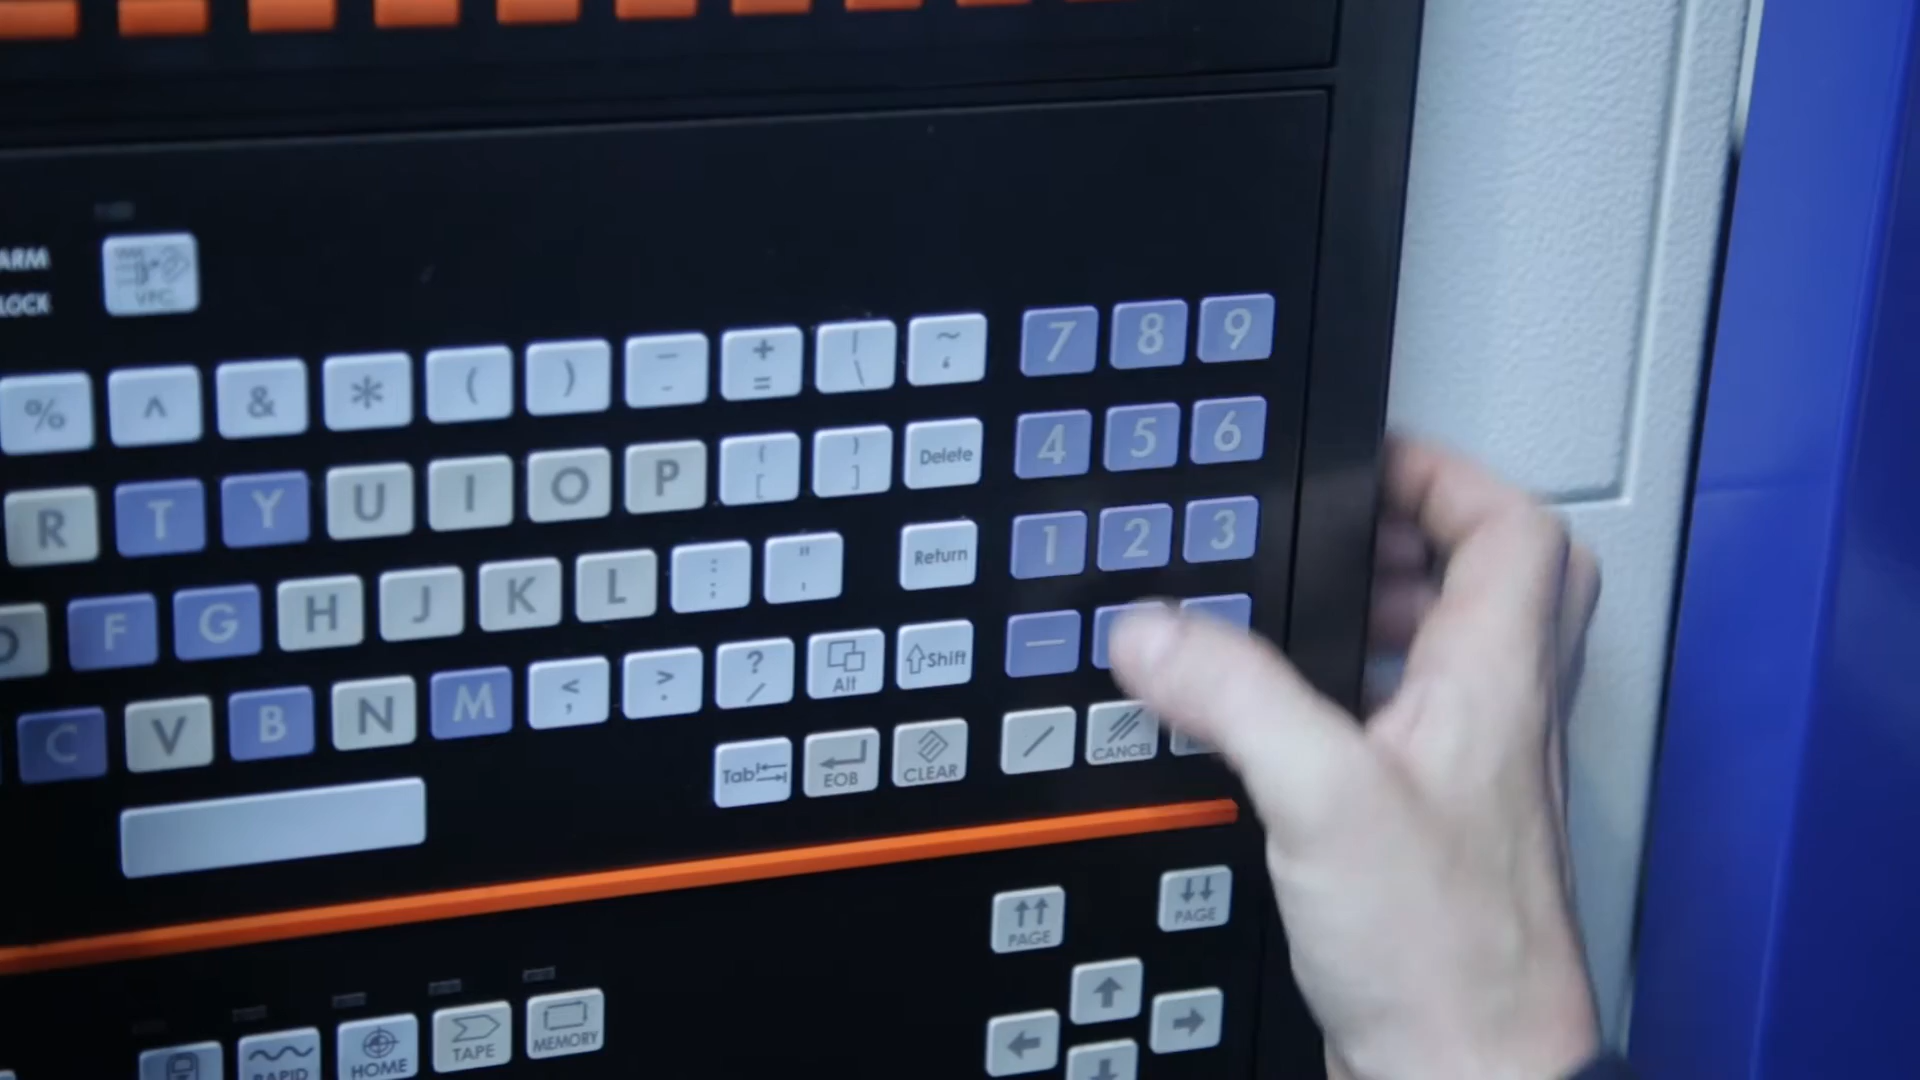 ARM
LOCK
VFC
% ^ & * ( ) — - + = | \ ~ ‘ 7 8 9
R T Y U I O P { [ } ] Delete 4 5 6
D F G H J K L : ; " ' Return 1 2 3
C V B N M < , > . ? / Alt Shift —
Tab EOB CLEAR / CANCEL
PAGE PAGE
RAPID HOME TAPE MEMORY